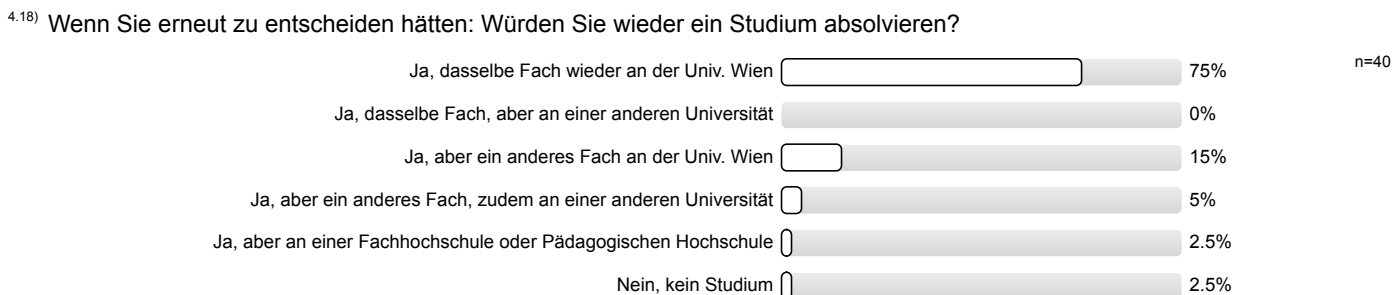 4.18) Wenn Sie erneut zu entscheiden hätten: Würden Sie wieder ein Studium absolvieren?
Ja, dasselbe Fach wieder an der Univ. Wien 75% n=40
Ja, dasselbe Fach, aber an einer anderen Universität 0%
Ja, aber ein anderes Fach an der Univ. Wien 15%
Ja, aber ein anderes Fach, zudem an einer anderen Universität 5%
Ja, aber an einer Fachhochschule oder Pädagogischen Hochschule 2.5%
Nein, kein Studium 2.5%